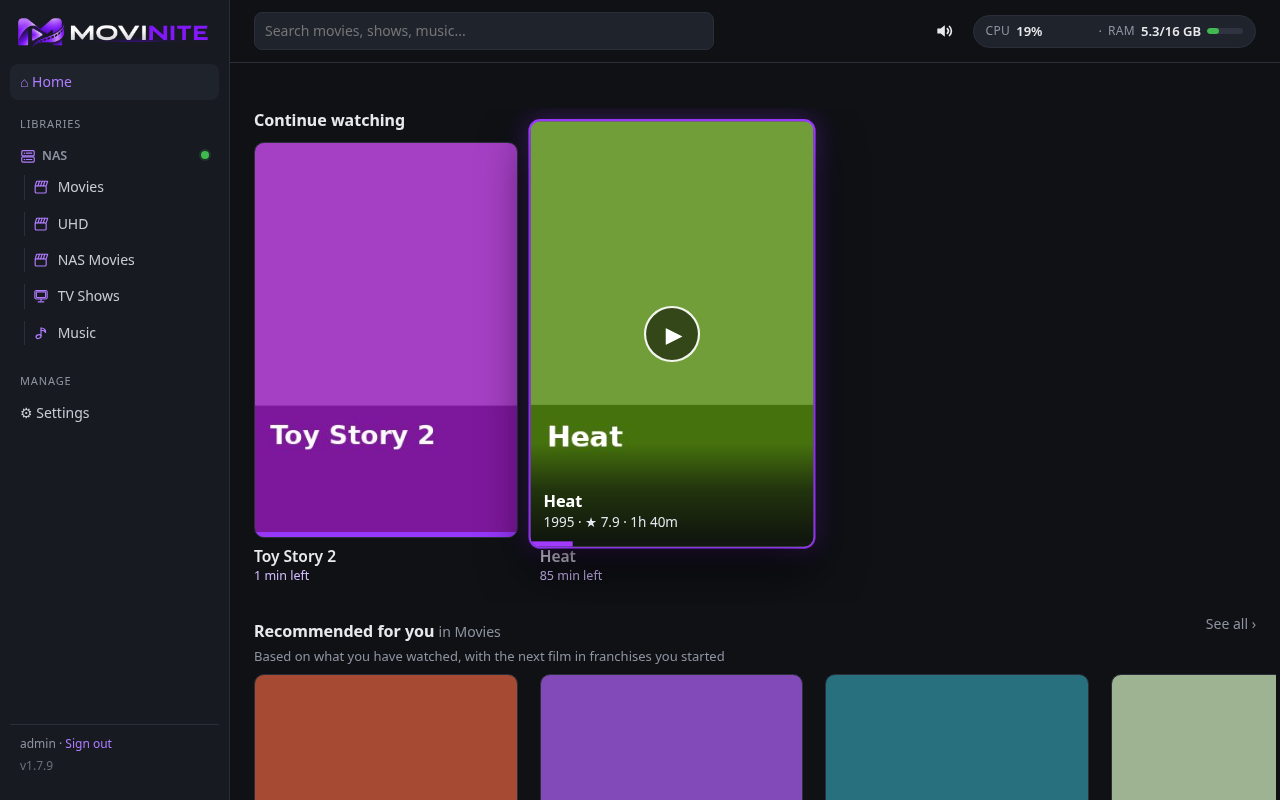 MOVINITE
Search movies, shows, music...
CPU 19% · RAM 5.3/16 GB
⌂ Home
LIBRARIES
NAS
Movies
UHD
NAS Movies
TV Shows
Music
MANAGE
⚙ Settings
admin · Sign out
v1.7.9
Continue watching
Toy Story 2
Toy Story 2
1 min left
Heat
Heat
1995 · ★ 7.9 · 1h 40m
Heat
85 min left
Recommended for you in Movies
See all ›
Based on what you have watched, with the next film in franchises you started